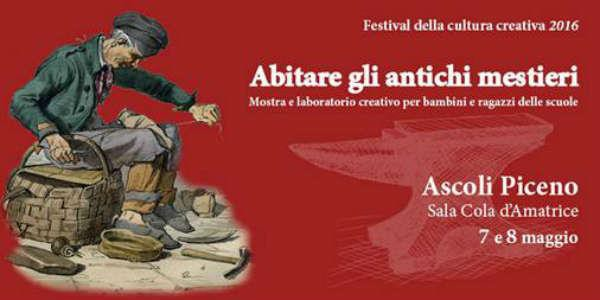 Festival della cultura creativa 2016
Abitare gli antichi mestieri
Mostra e laboratorio creativo per bambini e ragazzi delle scuole
Ascoli Piceno
Sala Cola d'Amatrice
7 e 8 maggio